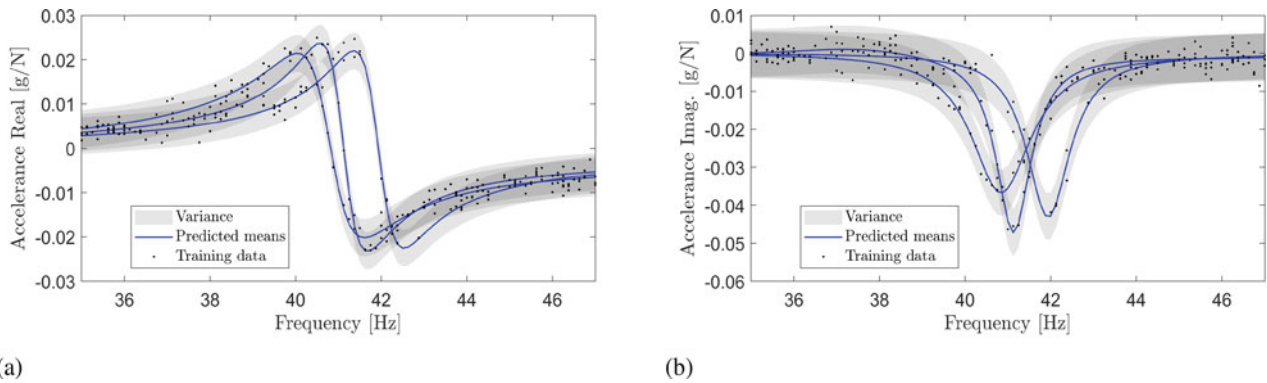 0.03
0.02
0.01
0
-0.01
-0.02
-0.03
Accelerance Real [g/N]
Variance
Predicted means
Training data
36 38 40 42 44 46
Frequency [Hz]
(a)
0.01
0
-0.01
-0.02
-0.03
-0.04
-0.05
-0.06
Accelerance Imag. [g/N]
Variance
Predicted means
Training data
36 38 40 42 44 46
Frequency [Hz]
(b)